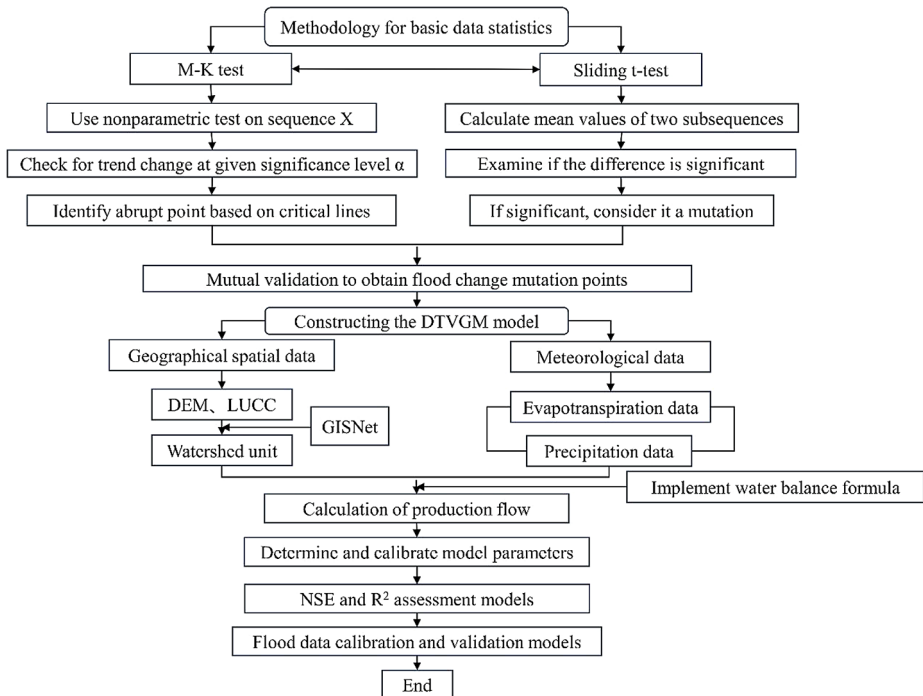 Methodology for basic data statistics
M-K test
Sliding t-test
Use nonparametric test on sequence X
Calculate mean values of two subsequences
Check for trend change at given significance level α
Examine if the difference is significant
Identify abrupt point based on critical lines
If significant, consider it a mutation
Mutual validation to obtain flood change mutation points
Constructing the DTVGM model
Geographical spatial data
Meteorological data
DEM、LUCC
Evapotranspiration data
GISNet
Watershed unit
Precipitation data
Implement water balance formula
Calculation of production flow
Determine and calibrate model parameters
NSE and R² assessment models
Flood data calibration and validation models
End